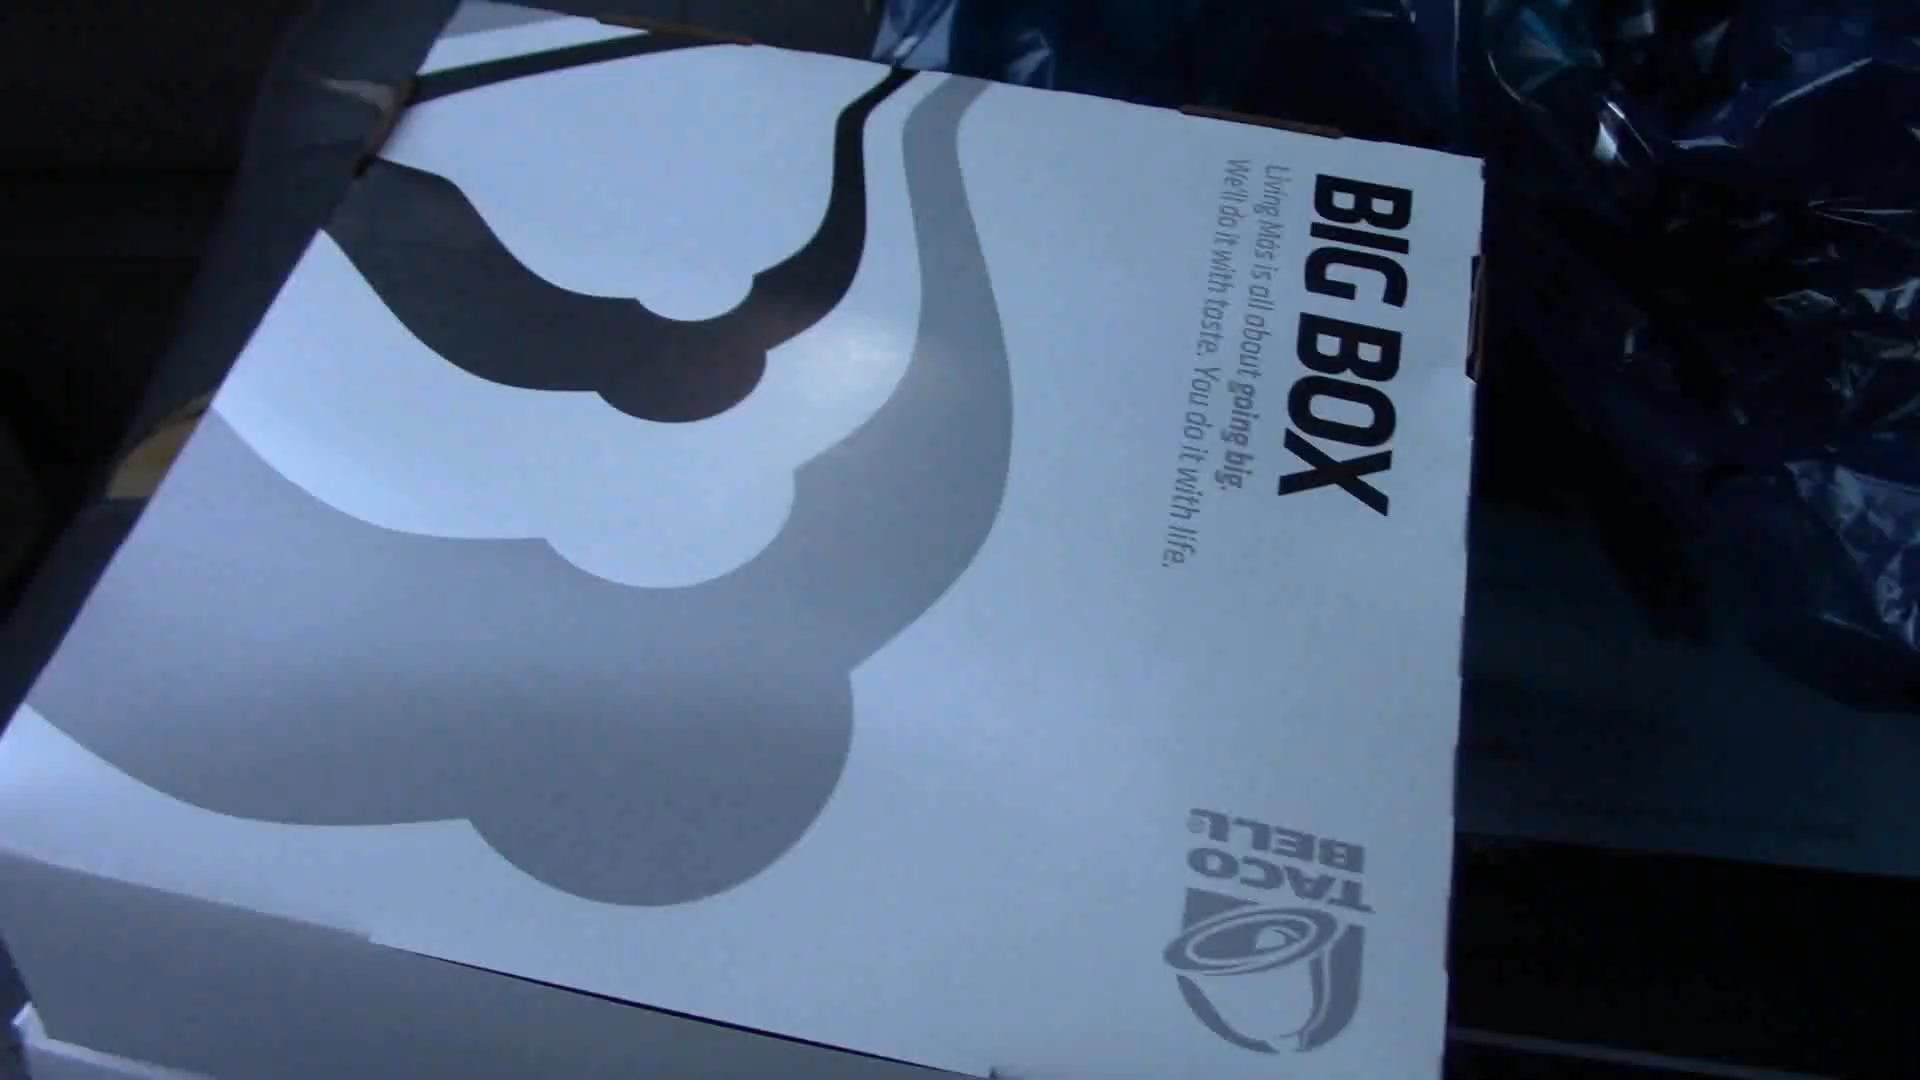 BIG BOX
Living Más is all about going big.
We'll do it with taste. You do it with life.
TACO
BELL®